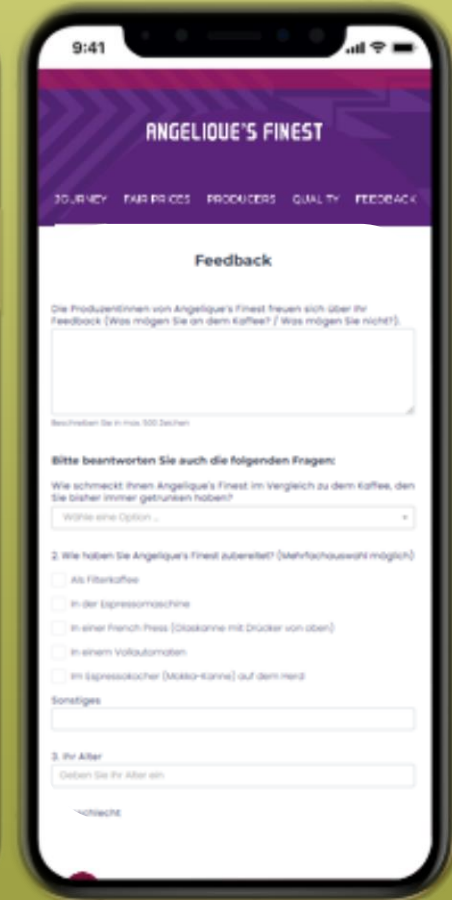 9:41
ANGELIQUE'S FINEST
JOURNEY FAIR PRICES PRODUCERS QUALITY FEEDBACK
Feedback
Die Produzentinnen von Angelique's Finest freuen sich über Ihr
Feedback (Was mögen Sie an dem Kaffee? / Was mögen Sie nicht?).
Beschreiben Sie in max. 500 Zeichen
Bitte beantworten Sie auch die folgenden Fragen:
Wie schmeckt Ihnen Angelique's Finest im Vergleich zu dem Kaffee, den
Sie bisher immer getrunken haben?
Wähle eine Option ...
2. Wie haben Sie Angelique's Finest zubereitet? (Mehrfachauswahl möglich)
Als Filterkaffee
In der Espressomaschine
In einer French Press (Glaskanne mit Drücker von oben)
In einem Vollautomaten
Im Espressokocher (Mokka-Kanne) auf dem Herd
Sonstiges
3. Ihr Alter
Geben Sie Ihr Alter ein
chlecht